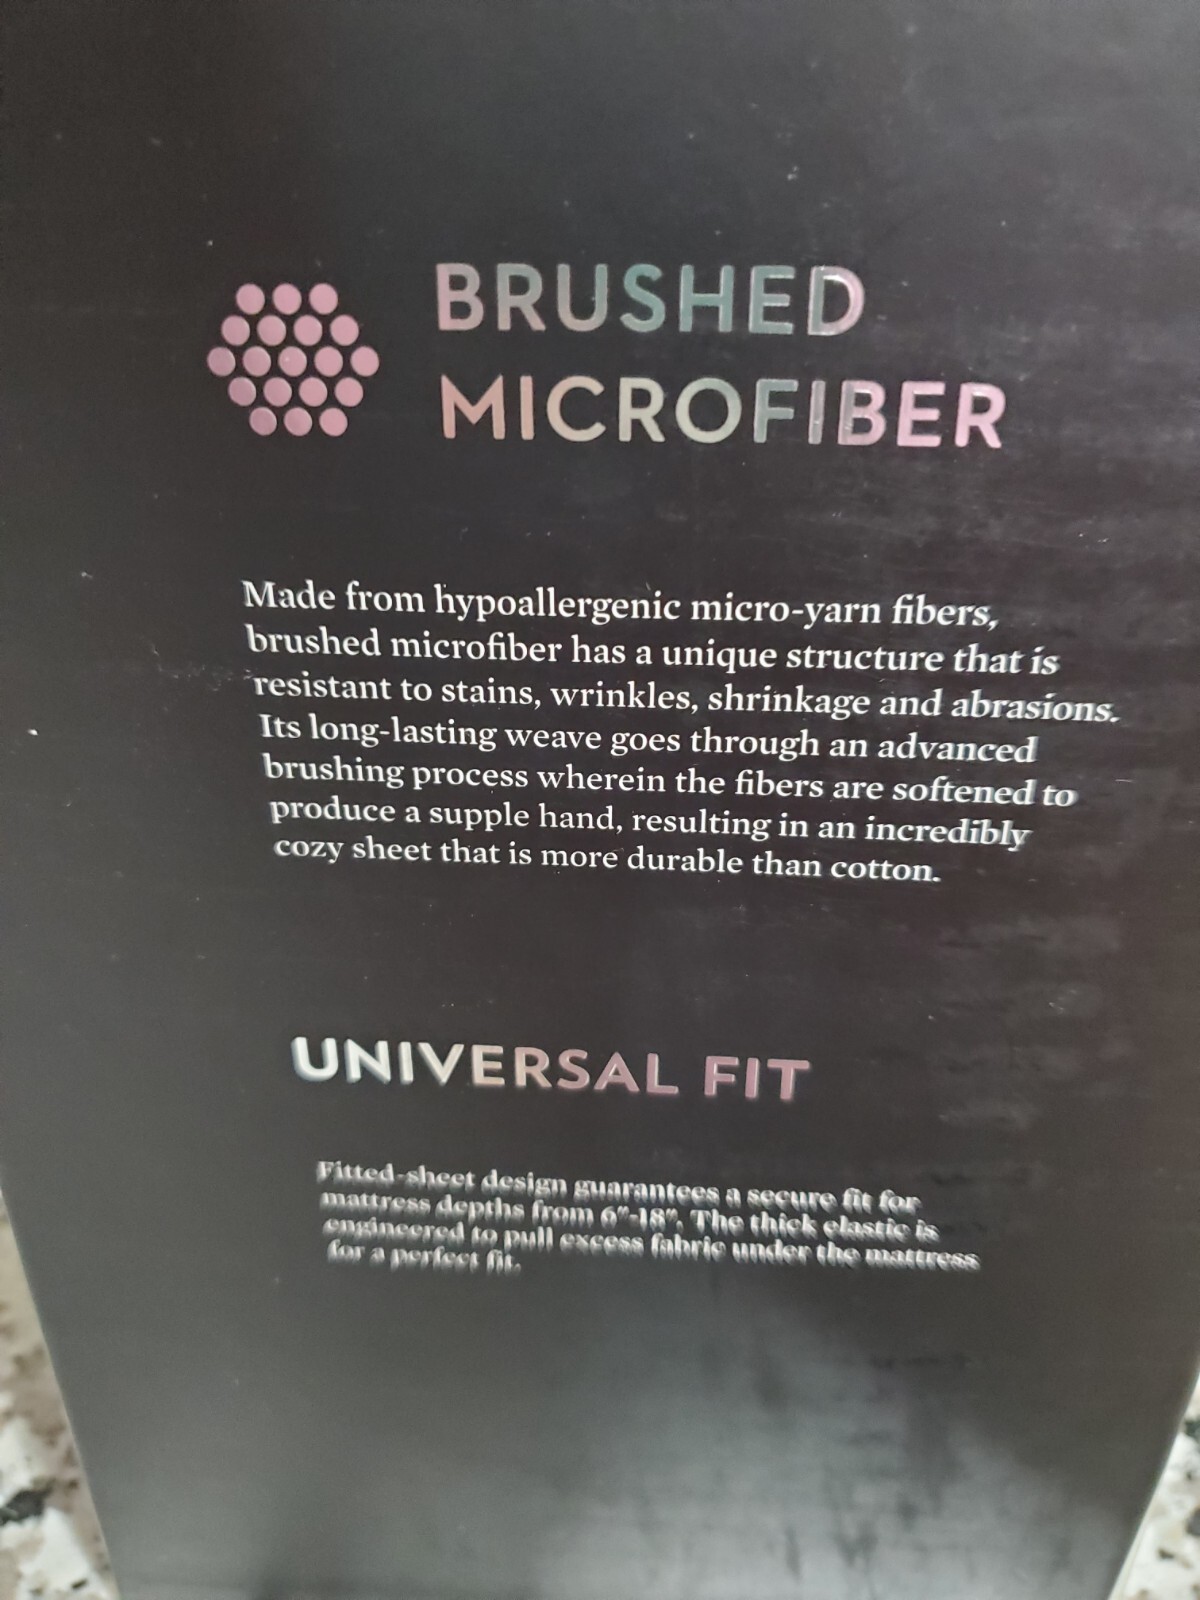 BRUSHED
MICROFIBER
Made from hypoallergenic micro-yarn fibers,
brushed microfiber has a unique structure that is
resistant to stains, wrinkles, shrinkage and abrasions.
Its long-lasting weave goes through an advanced
brushing process wherein the fibers are softened to
produce a supple hand, resulting in an incredibly
cozy sheet that is more durable than cotton.
UNIVERSAL FIT
Fitted-sheet design guarantees a secure fit for
mattress depths from 6"-18". The thick elastic is
engineered to pull excess fabric under the mattress
for a perfect fit.